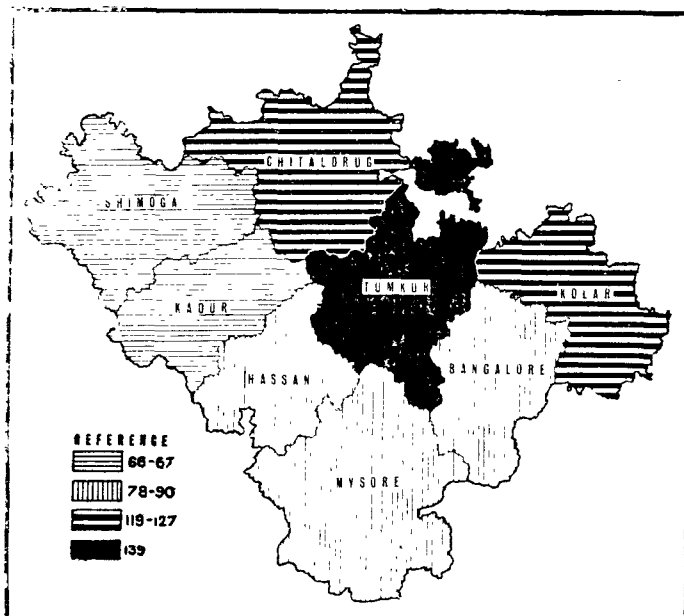 CHITALDRUG
SHIMOGA
TUMKUR
KOLAR
KADUR
HASSAN
BANGALORE
MYSORE
REFERENCE
66-67
78-90
119-127
139